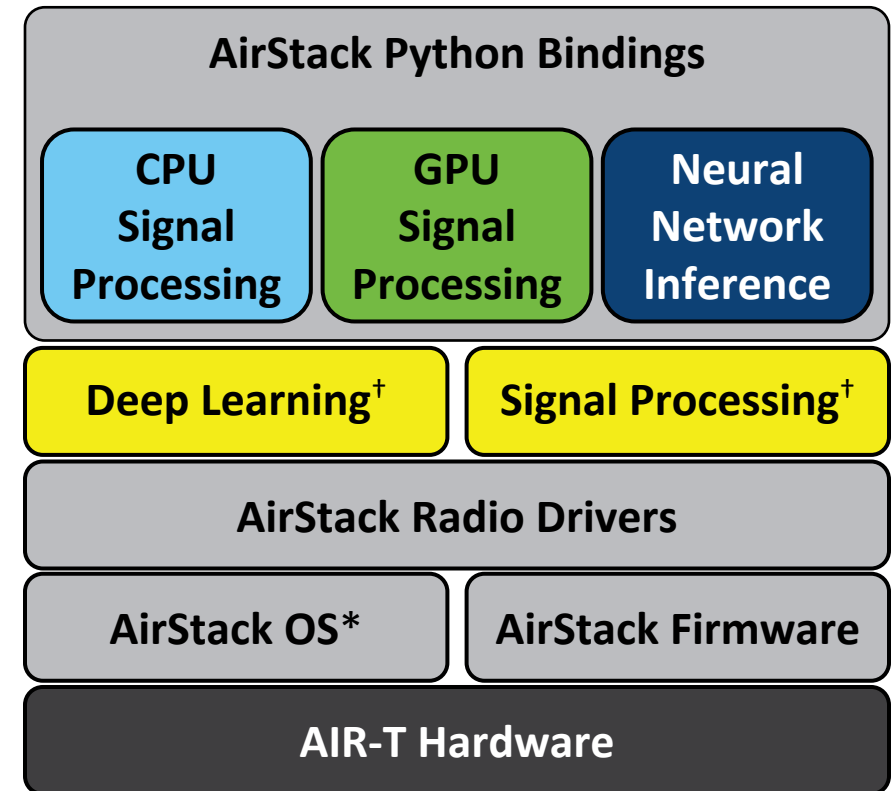 AirStack Python Bindings
CPU
Signal
Processing
GPU
Signal
Processing
Neural
Network
Inference
Deep Learning†
Signal Processing†
AirStack Radio Drivers
AirStack OS*
AirStack Firmware
AIR-T Hardware